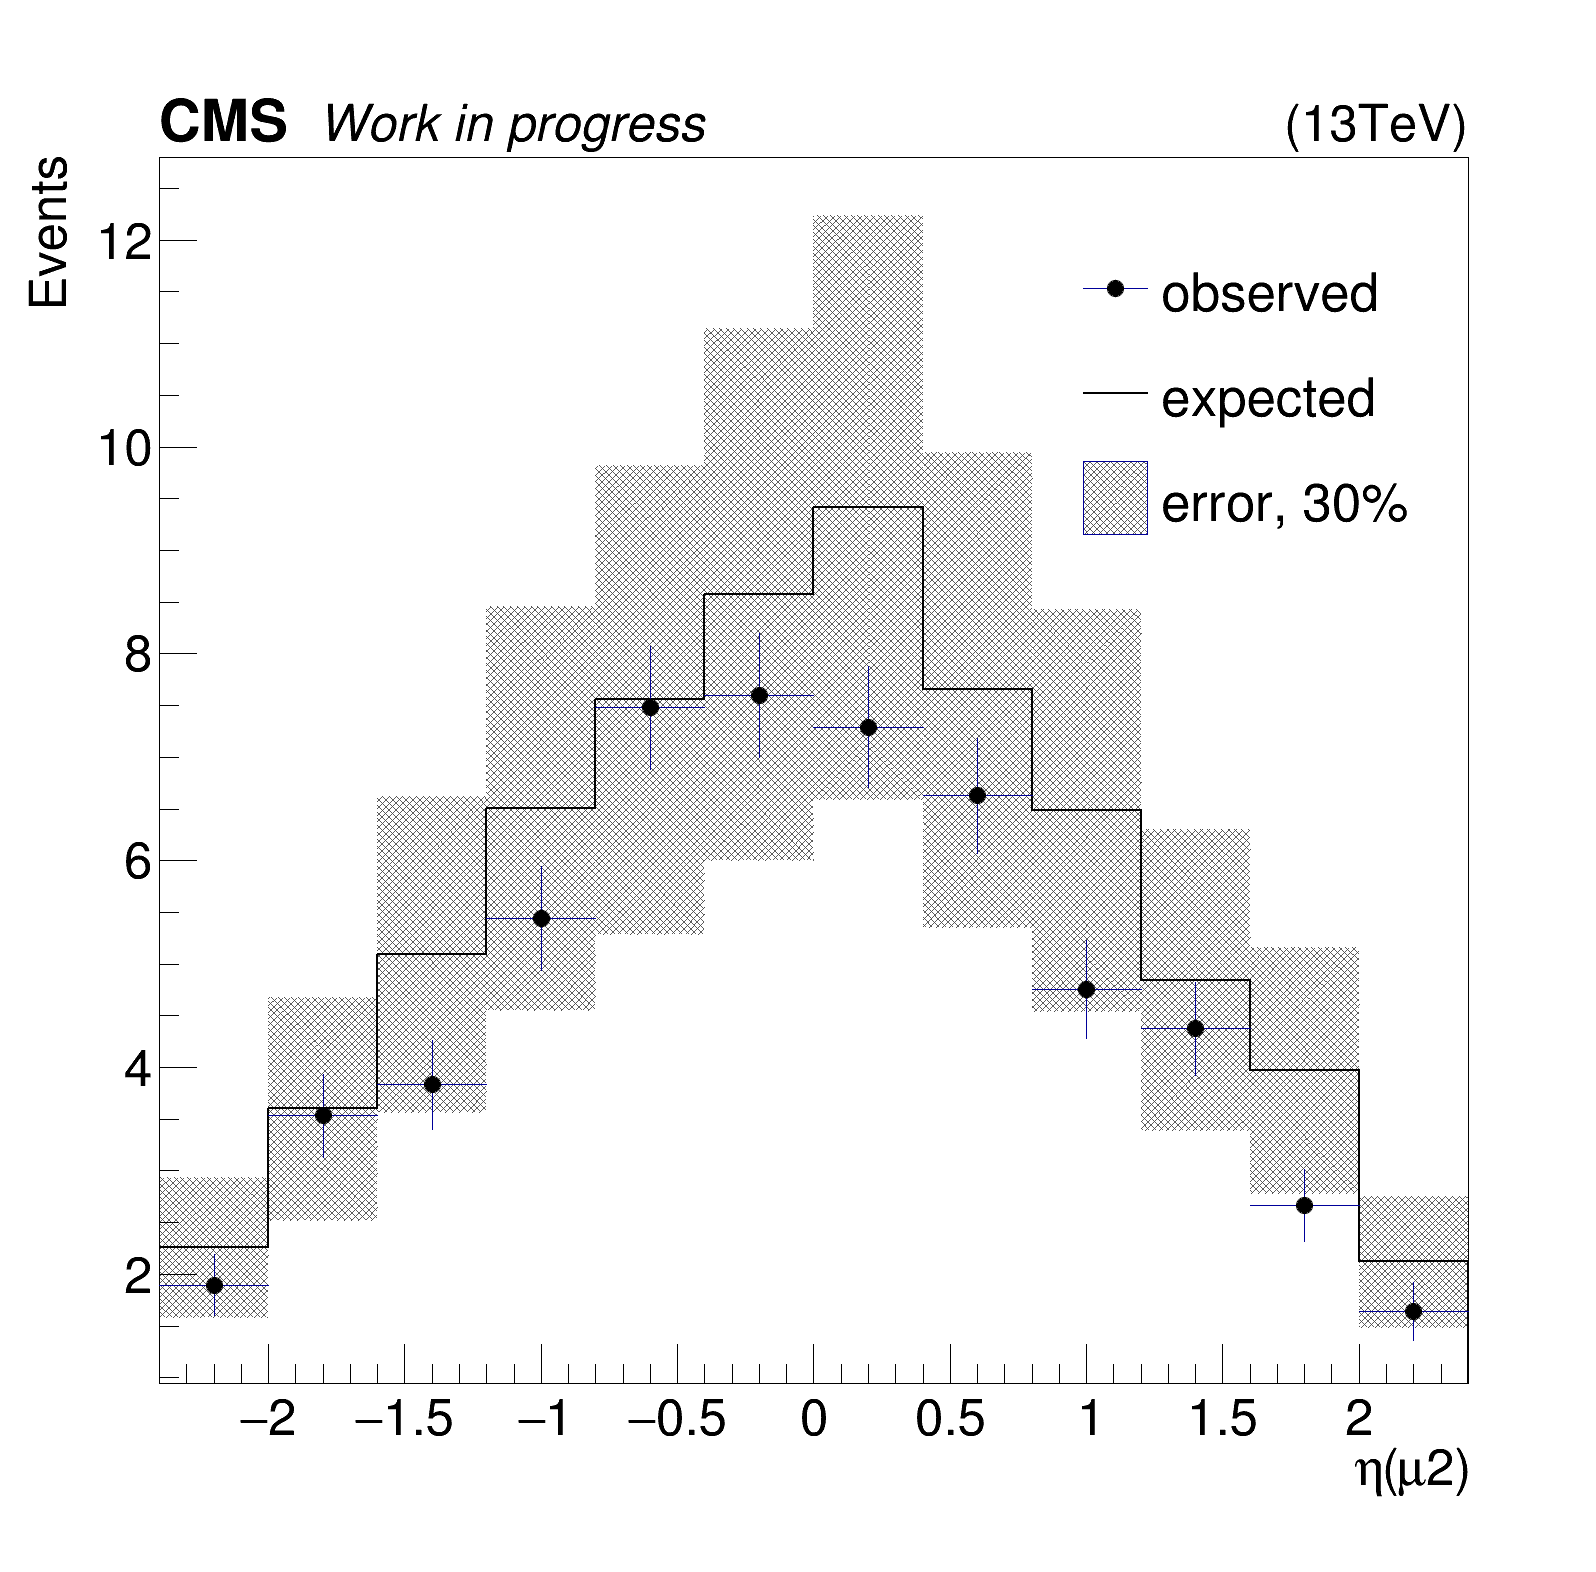 CMS Work in progress (13TeV)
Events
12
10
8
6
4
2
observed
expected
error, 30%
−2 −1.5 −1 −0.5 0 0.5 1 1.5 2
η(μ2)